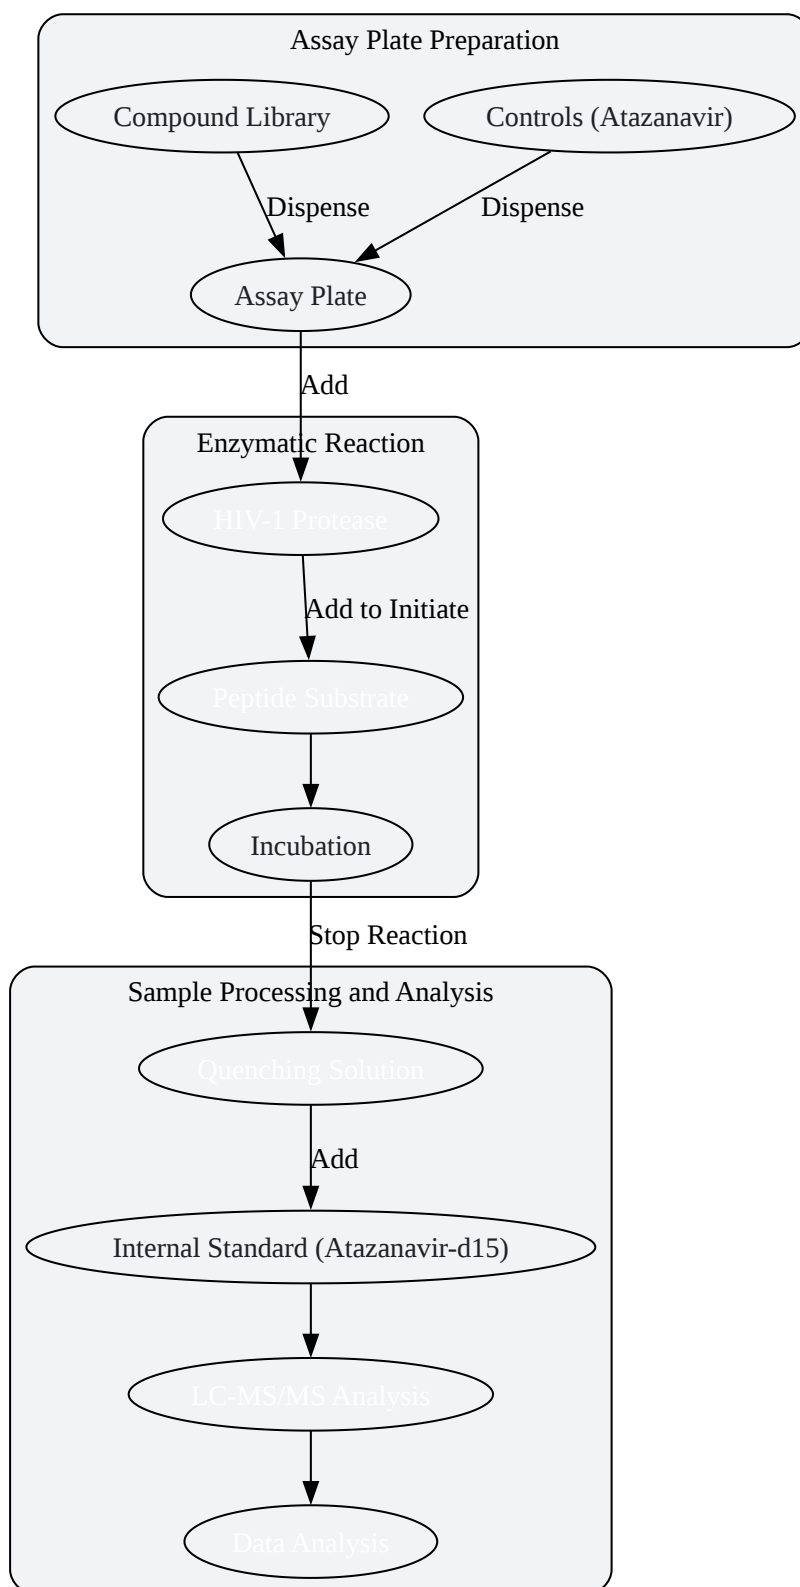 Assay Plate Preparation
Compound Library
Controls (Atazanavir)
Dispense
Dispense
Assay Plate
Add
Enzymatic Reaction
HIV-1 Protease
Add to Initiate
Peptide Substrate
Incubation
Stop Reaction
Sample Processing and Analysis
Quenching Solution
Add
Internal Standard (Atazanavir-d15)
LC-MS/MS Analysis
Data Analysis